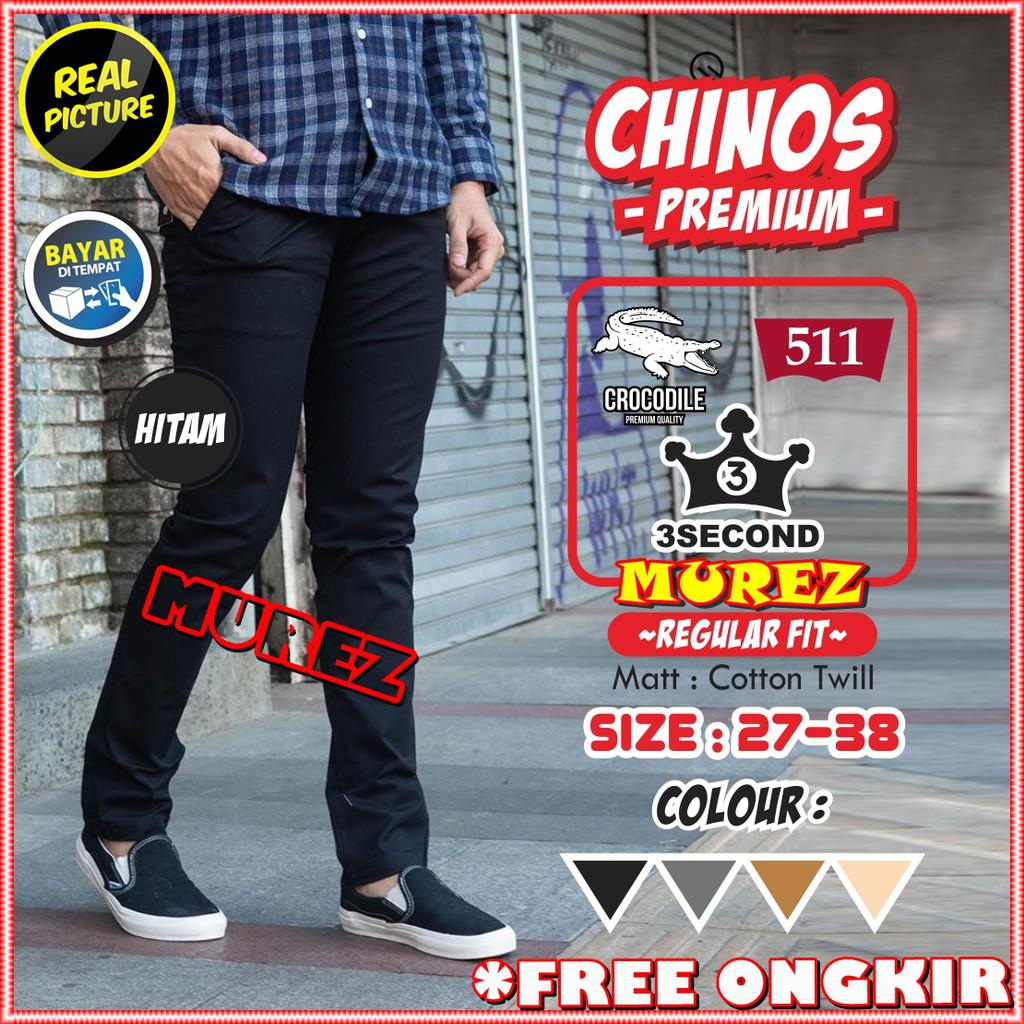 REAL
PICTURE
BAYAR
DI TEMPAT
HITAM
MUREZ
CHINOS
- PREMIUM -
CROCODILE
PREMIUM QUALITY
511
3
3SECOND
MUREZ
~REGULAR FIT~
Matt : Cotton Twill
SIZE : 27-38
COLOUR :
*FREE ONGKIR